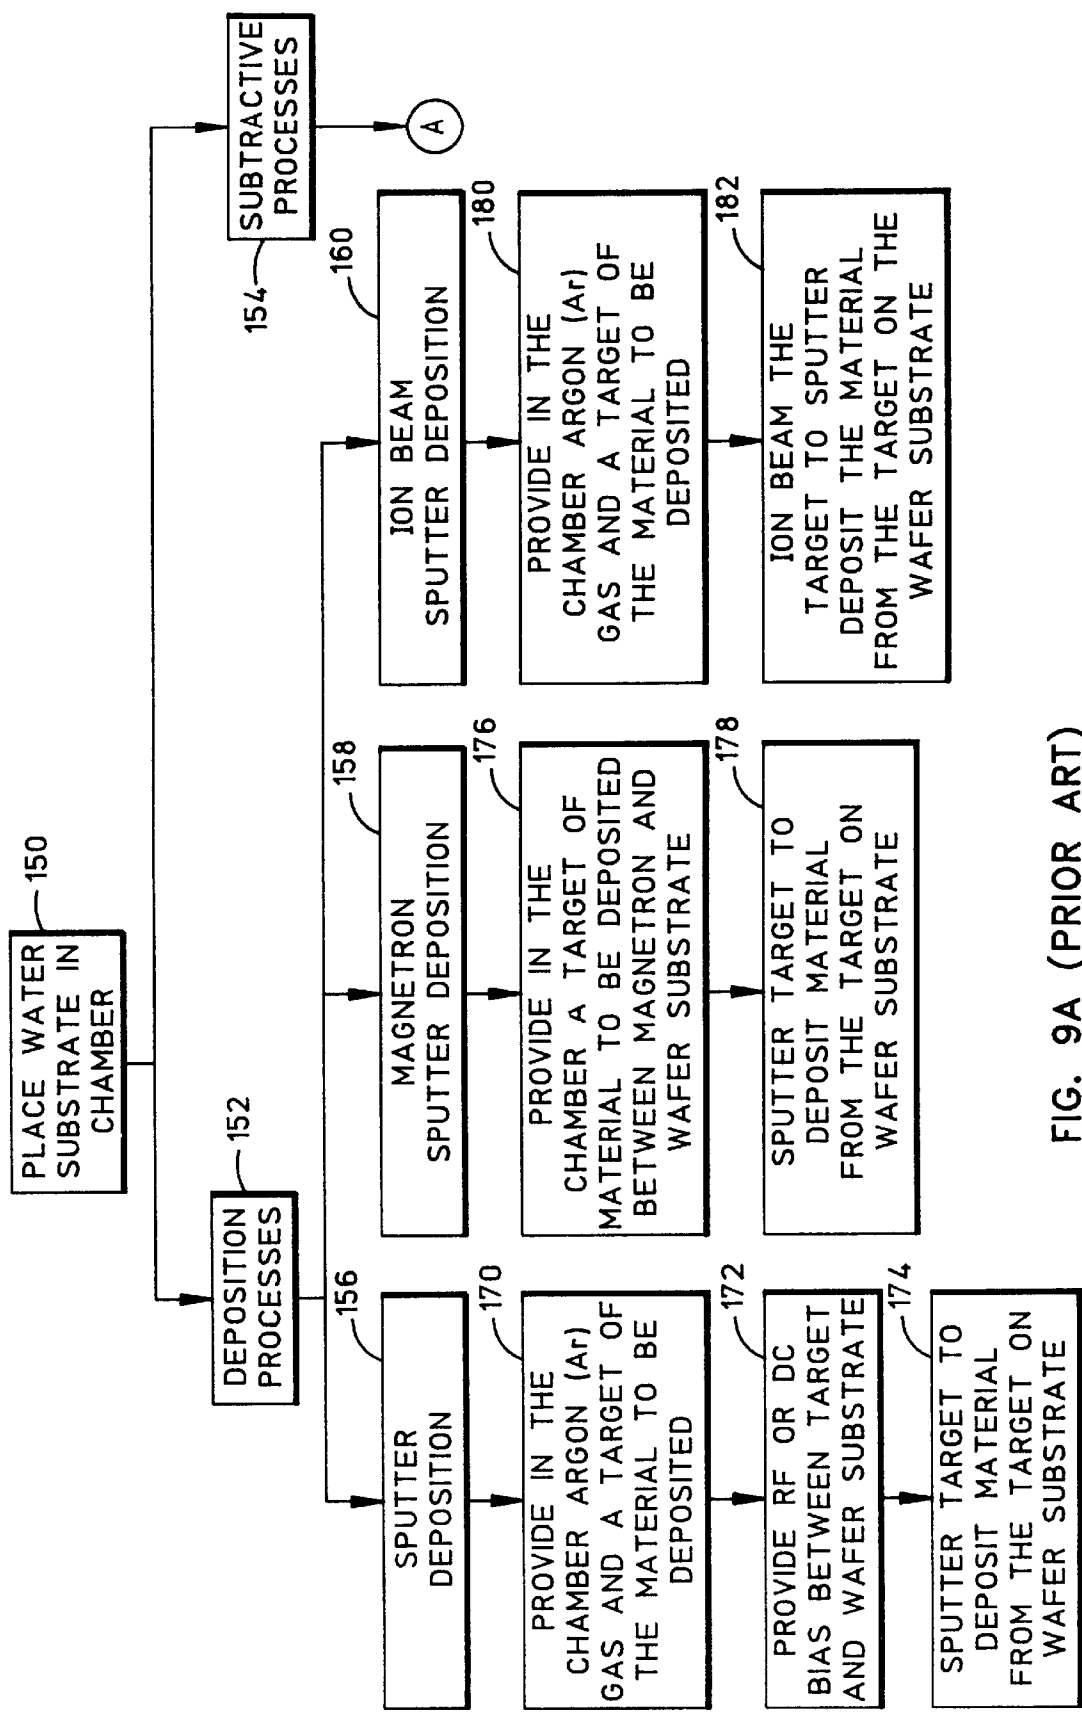 PLACE WATER
SUBSTRATE IN
CHAMBER
150
DEPOSITION
PROCESSES
152
SUBTRACTIVE
PROCESSES
154
A
SPUTTER
DEPOSITION
156
MAGNETRON
SPUTTER DEPOSITION
158
ION BEAM
SPUTTER DEPOSITION
160
PROVIDE IN THE
CHAMBER ARGON (Ar)
GAS AND A TARGET OF
THE MATERIAL TO BE
DEPOSITED
170
PROVIDE IN THE
CHAMBER A TARGET OF
MATERIAL TO BE DEPOSITED
BETWEEN MAGNETRON AND
WAFER SUBSTRATE
176
PROVIDE IN THE
CHAMBER ARGON (Ar)
GAS AND A TARGET OF
THE MATERIAL TO BE
DEPOSITED
180
PROVIDE RF OR DC
BIAS BETWEEN TARGET
AND WAFER SUBSTRATE
172
SPUTTER TARGET TO
DEPOSIT MATERIAL
FROM THE TARGET ON
WAFER SUBSTRATE
178
ION BEAM THE
TARGET TO SPUTTER
DEPOSIT THE MATERIAL
FROM THE TARGET ON THE
WAFER SUBSTRATE
182
SPUTTER TARGET TO
DEPOSIT MATERIAL
FROM THE TARGET ON
WAFER SUBSTRATE
174
FIG. 9A (PRIOR ART)